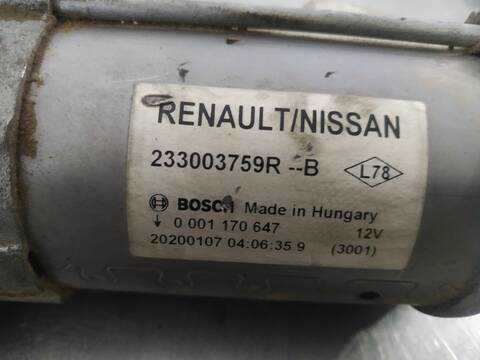 RENAULT/NISSAN
233003759R --B L78
BOSCH Made in Hungary
0 001 170 647 12V
20200107 04:06:35 9 (3001)